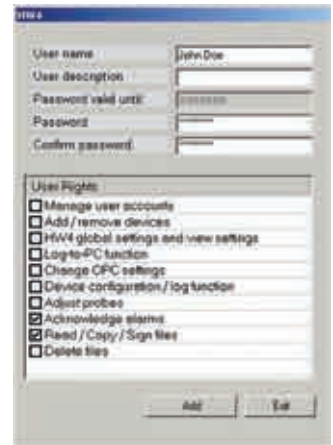 HW4
User name John Doe
User description
Password valid until:
Password ********
Confirm password ********
User Rights
Manage user accounts
Add / remove devices
HW4 global settings and view settings
Log-to-PC function
Change OPC settings
Device configuration / log function
Adjust probes
Acknowledge alarms
Read / Copy / Sign files
Delete files
Add Exit